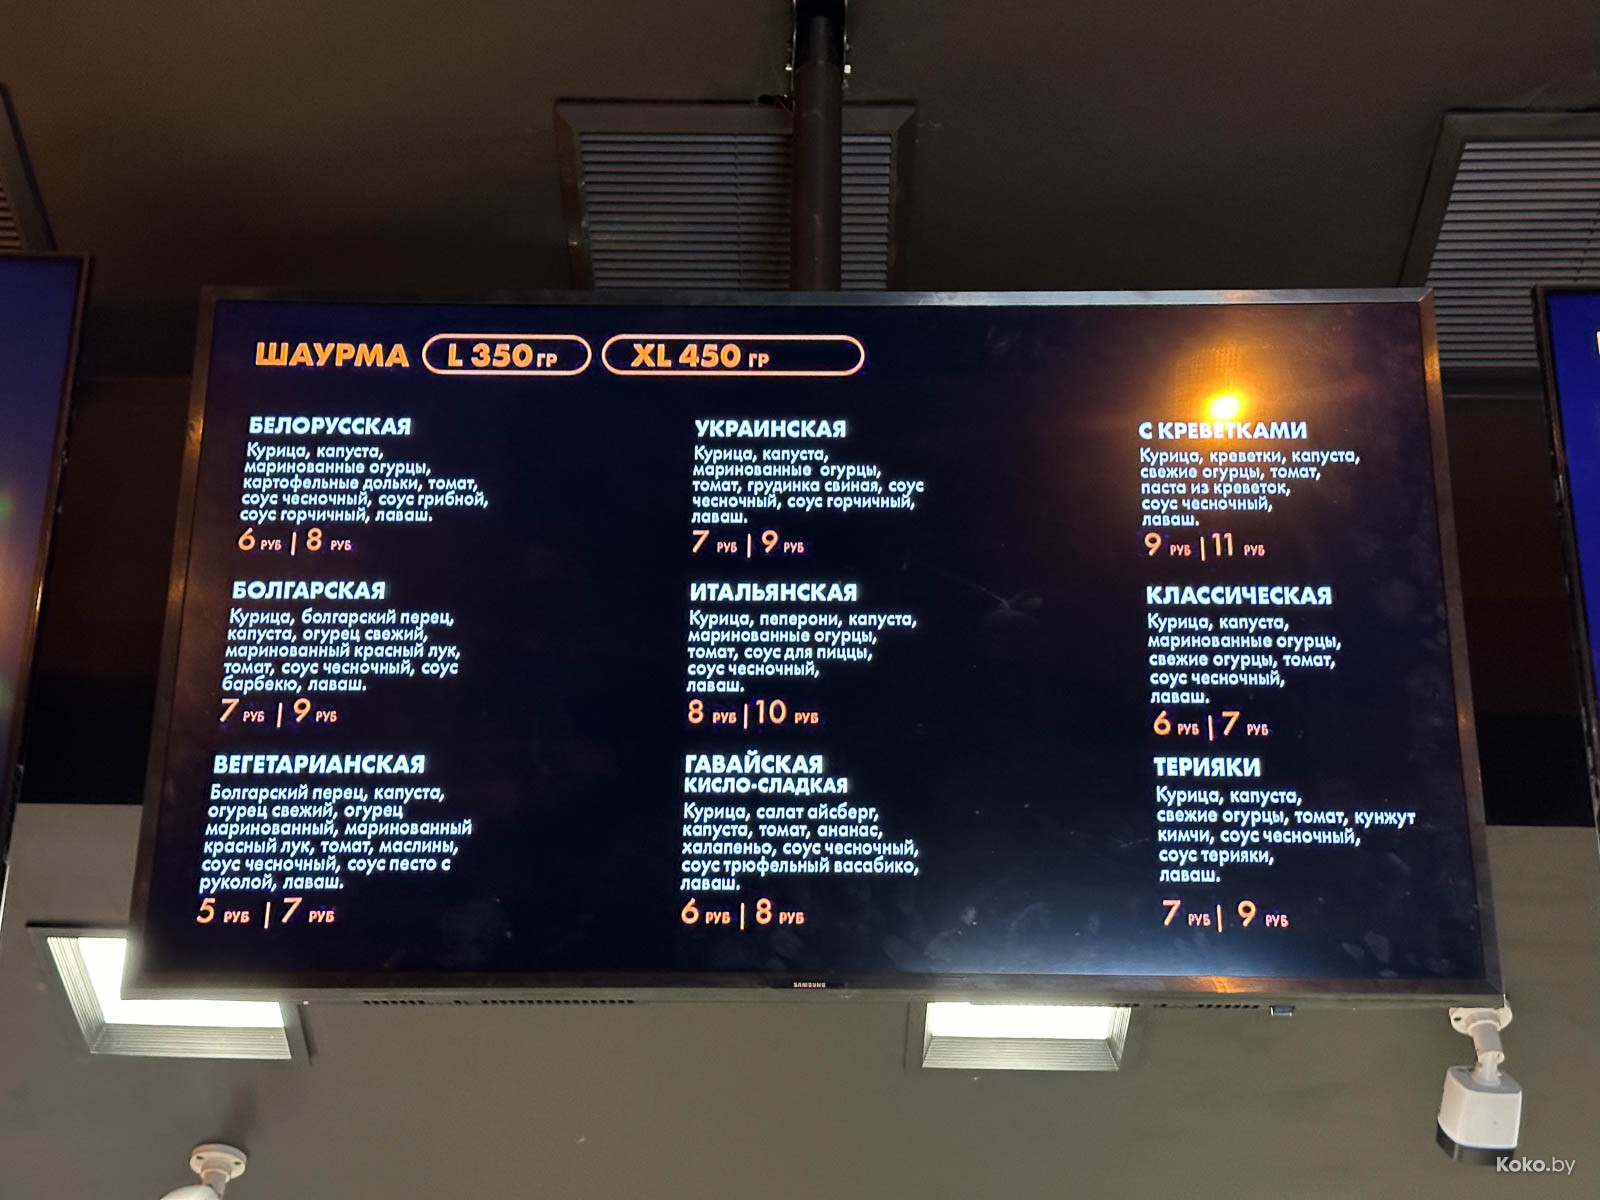 ШАУРМА L 350 ГР XL 450 ГР
БЕЛОРУССКАЯ
Курица, капуста,
маринованные огурцы,
картофельные дольки, томат,
соус чесночный, соус грибной,
соус горчичный, лаваш.
6 РУБ | 8 РУБ
БОЛГАРСКАЯ
Курица, болгарский перец,
капуста, огурец свежий,
маринованный красный лук,
томат, соус чесночный, соус
барбекю, лаваш.
7 РУБ | 9 РУБ
ВЕГЕТАРИАНСКАЯ
Болгарский перец, капуста,
огурец свежий, огурец
маринованный, маринованный
красный лук, томат, маслины,
соус чесночный, соус песто с
руколой, лаваш.
5 РУБ | 7 РУБ
УКРАИНСКАЯ
Курица, капуста,
маринованные огурцы,
томат, грудинка свиная, соус
чесночный, соус горчичный,
лаваш.
7 РУБ | 9 РУБ
ИТАЛЬЯНСКАЯ
Курица, пеперони, капуста,
маринованные огурцы,
томат, соус для пиццы,
соус чесночный,
лаваш.
8 РУБ | 10 РУБ
ГАВАЙСКАЯ
КИСЛО-СЛАДКАЯ
Курица, салат айсберг,
капуста, томат, ананас,
халапеньо, соус чесночный,
соус трюфельный васабико,
лаваш.
6 РУБ | 8 РУБ
С КРЕВЕТКАМИ
Курица, креветки, капуста,
свежие огурцы, томат,
паста из креветок,
соус чесночный,
лаваш.
9 РУБ | 11 РУБ
КЛАССИЧЕСКАЯ
Курица, капуста,
маринованные огурцы,
свежие огурцы, томат,
соус чесночный,
лаваш.
6 РУБ | 7 РУБ
ТЕРИЯКИ
Курица, капуста,
свежие огурцы, томат, кунжут
кимчи, соус чесночный,
соус терияки,
лаваш.
7 РУБ | 9 РУБ
SAMSUNG
Koko.by